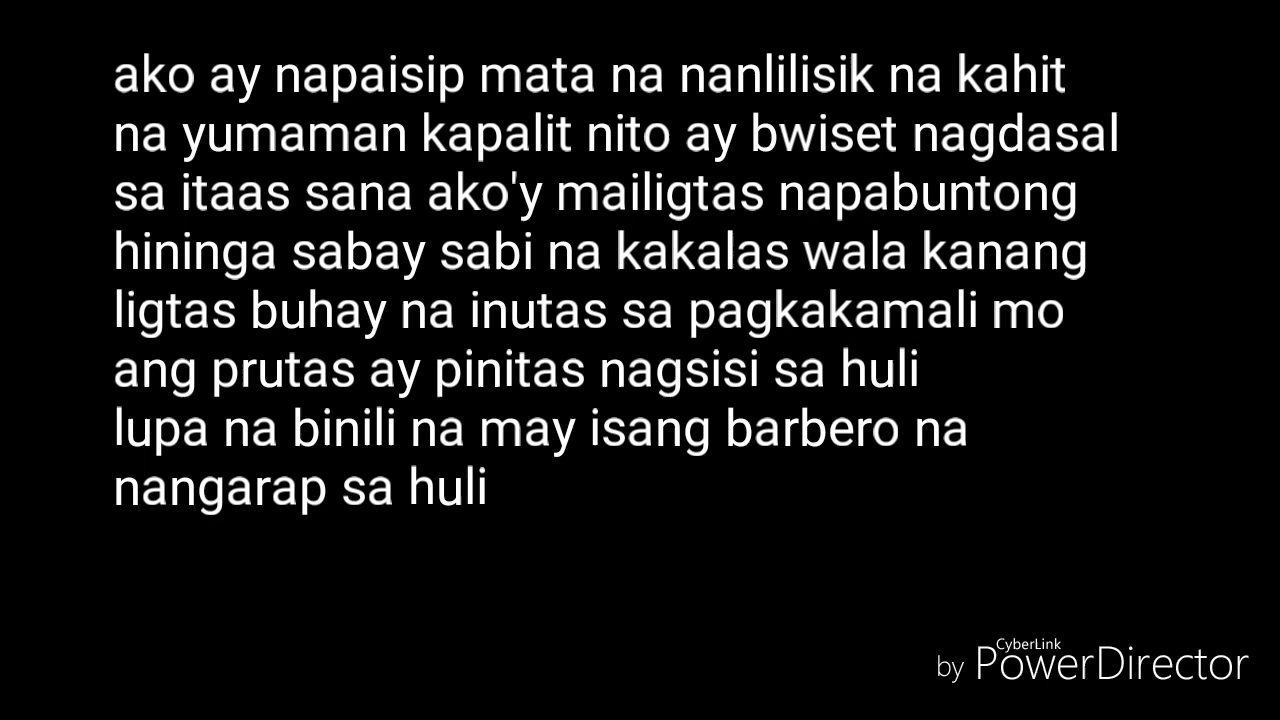 ako ay napaisip mata na nanlilisik na kahit
na yumaman kapalit nito ay bwiset nagdasal
sa itaas sana ako'y mailigtas napabuntong
hininga sabay sabi na kakalas wala kanang
ligtas buhay na inutas sa pagkakamali mo
ang prutas ay pinitas nagsisi sa huli
lupa na binili na may isang barbero na
nangarap sa huli
CyberLink
by PowerDirector